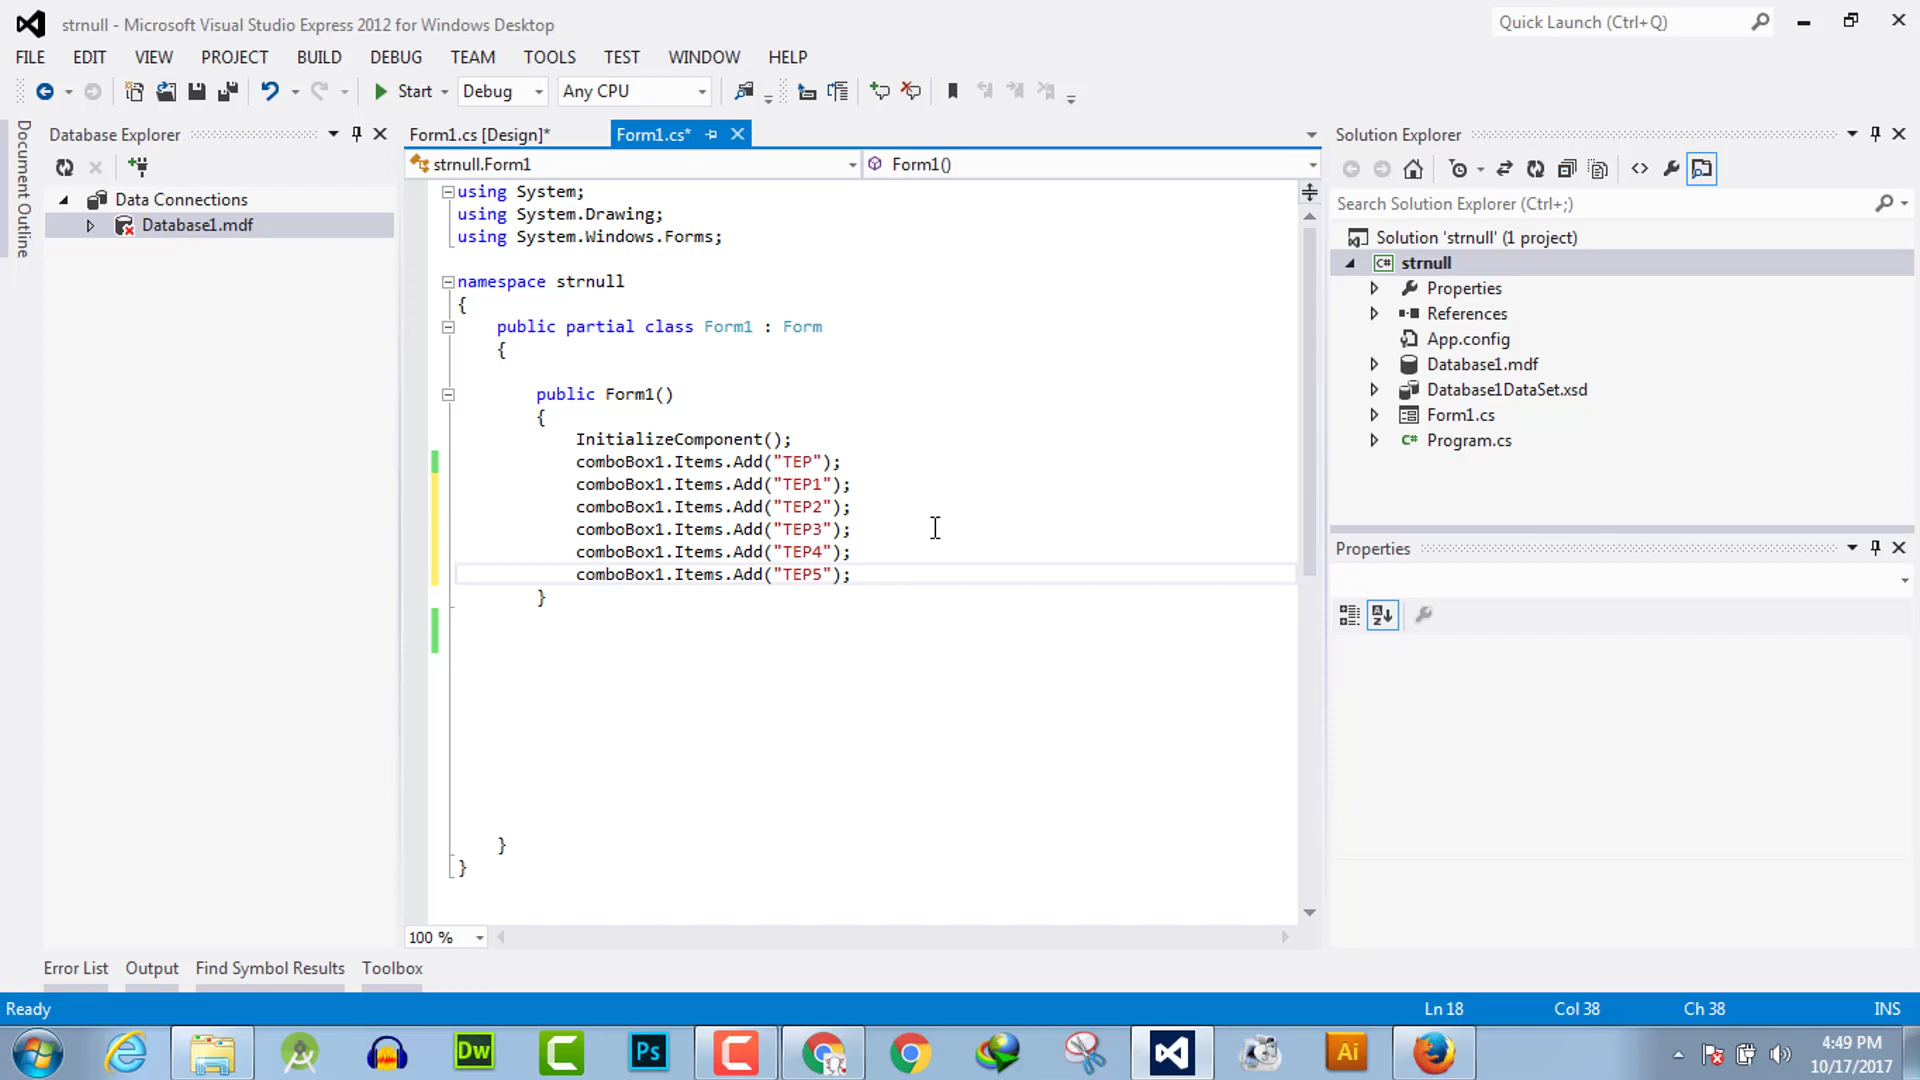 strnull - Microsoft Visual Studio Express 2012 for Windows Desktop
Quick Launch (Ctrl+Q)
FILE EDIT VIEW PROJECT BUILD DEBUG TEAM TOOLS TEST WINDOW HELP
Start Debug Any CPU
Document Outline
Database Explorer
Data Connections
Database1.mdf
Form1.cs [Design]* Form1.cs*
strnull.Form1 Form1()
using System;
using System.Drawing;
using System.Windows.Forms;
namespace strnull
{
public partial class Form1 : Form
{
public Form1()
{
InitializeComponent();
comboBox1.Items.Add("TEP");
comboBox1.Items.Add("TEP1");
comboBox1.Items.Add("TEP2");
comboBox1.Items.Add("TEP3");
comboBox1.Items.Add("TEP4");
comboBox1.Items.Add("TEP5");
}
}
}
100 %
Solution Explorer
Search Solution Explorer (Ctrl+;)
Solution 'strnull' (1 project)
C# strnull
Properties
References
App.config
Database1.mdf
Database1DataSet.xsd
Form1.cs
C# Program.cs
Properties
Error List Output Find Symbol Results Toolbox
Ready Ln 18 Col 38 Ch 38 INS
Dw Ps Ai
4:49 PM
10/17/2017